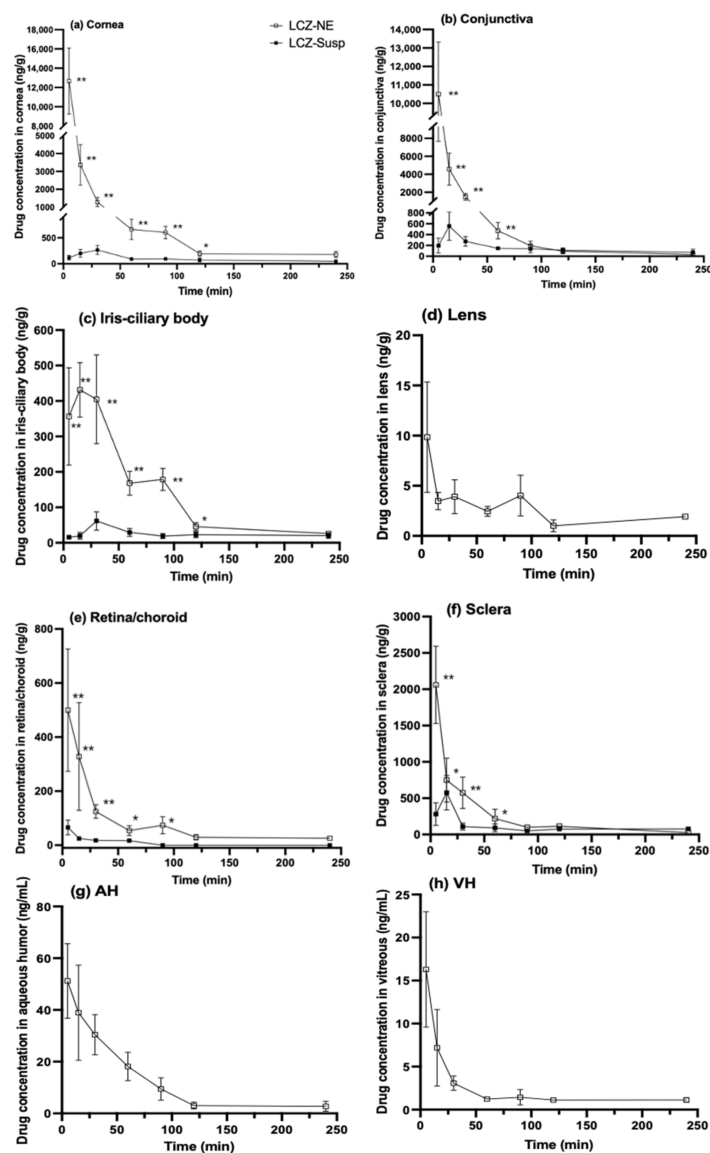 (a) Cornea
LCZ-NE
LCZ-Susp
Drug concentration in cornea (ng/g)
18,000
16,000
14,000
12,000
10,000
8,000
5000
4000
3000
2000
1000
500
0
** ** ** ** ** *
0 50 100 150 200 250
Time (min)
(b) Conjunctiva
Drug concentration in conjunctiva (ng/g)
14,000
13,000
12,000
11,000
10,000
8000
6000
4000
2000
800
600
400
200
0
** ** ** **
0 50 100 150 200 250
Time (min)
(c) Iris-ciliary body
Drug concentration in iris-ciliary body (ng/g)
600
500
400
300
200
100
0
** ** ** ** ** *
0 50 100 150 200 250
Time (min)
(d) Lens
Drug concentration in lens (ng/g)
20
15
10
5
0
0 50 100 150 200 250
Time (min)
(e) Retina/choroid
Drug concentration in retina/choroid (ng/g)
800
600
400
200
0
** ** ** * *
0 50 100 150 200 250
Time (min)
(f) Sclera
Drug concentration in sclera (ng/g)
3000
2500
2000
1500
1000
500
0
** * ** *
0 50 100 150 200 250
Time (min)
(g) AH
Drug concentration in aqueous humor (ng/mL)
80
60
40
20
0
0 50 100 150 200 250
Time (min)
(h) VH
Drug concentration in vitreous (ng/mL)
25
20
15
10
5
0
0 50 100 150 200 250
Time (min)